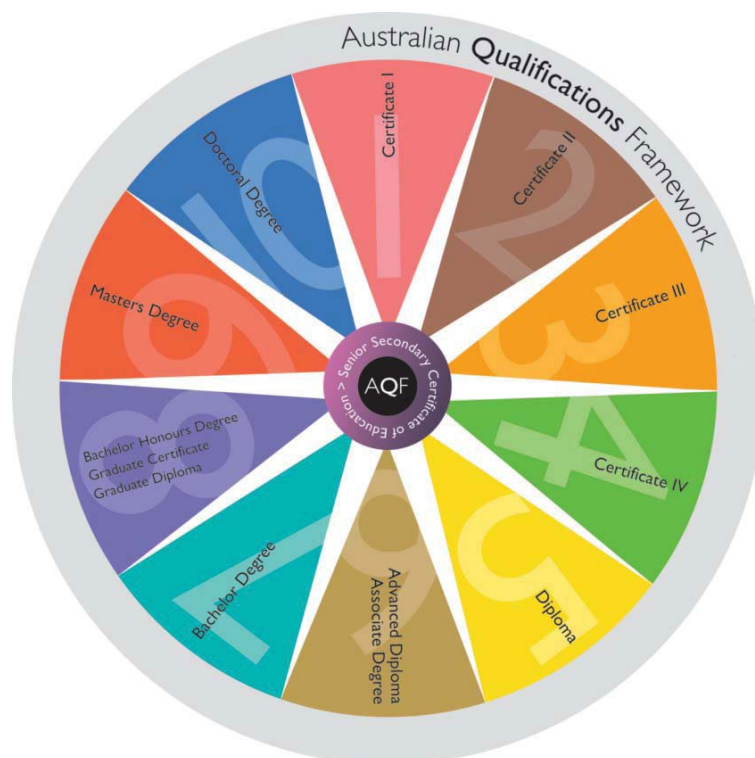 Australian Qualifications Framework
1
Certificate I
2
Certificate II
3
Certificate III
4
Certificate IV
5
Diploma
6
Advanced Diploma
Associate Degree
7
Bachelor Degree
8
Bachelor Honours Degree
Graduate Certificate
Graduate Diploma
9
Masters Degree
10
Doctoral Degree
Senior Secondary Certificate of Education >
AQF